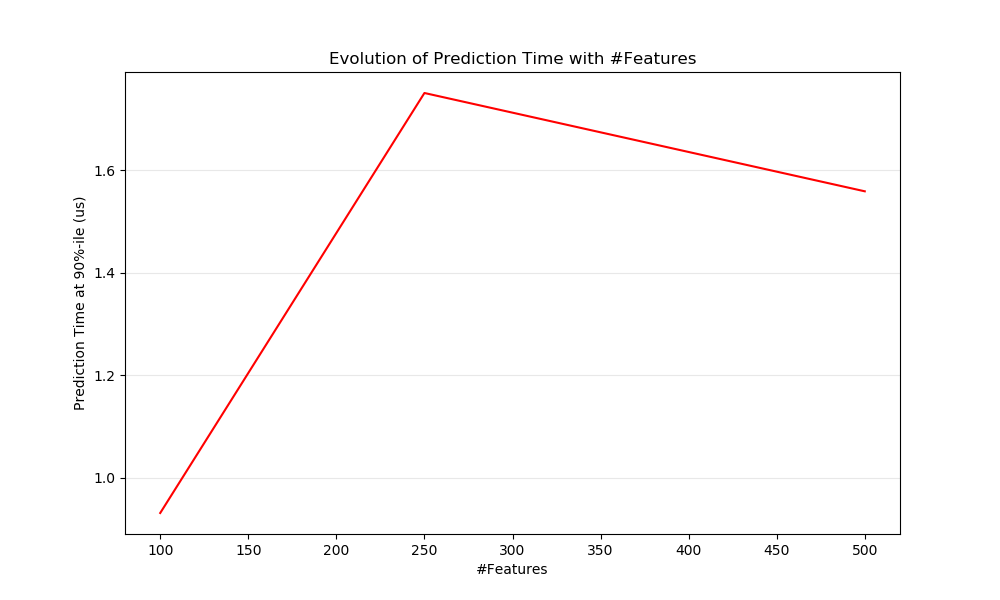 Evolution of Prediction Time with #Features
Prediction Time at 90%-ile (us)
1.6
1.4
1.2
1.0
100 150 200 250 300 350 400 450 500
#Features